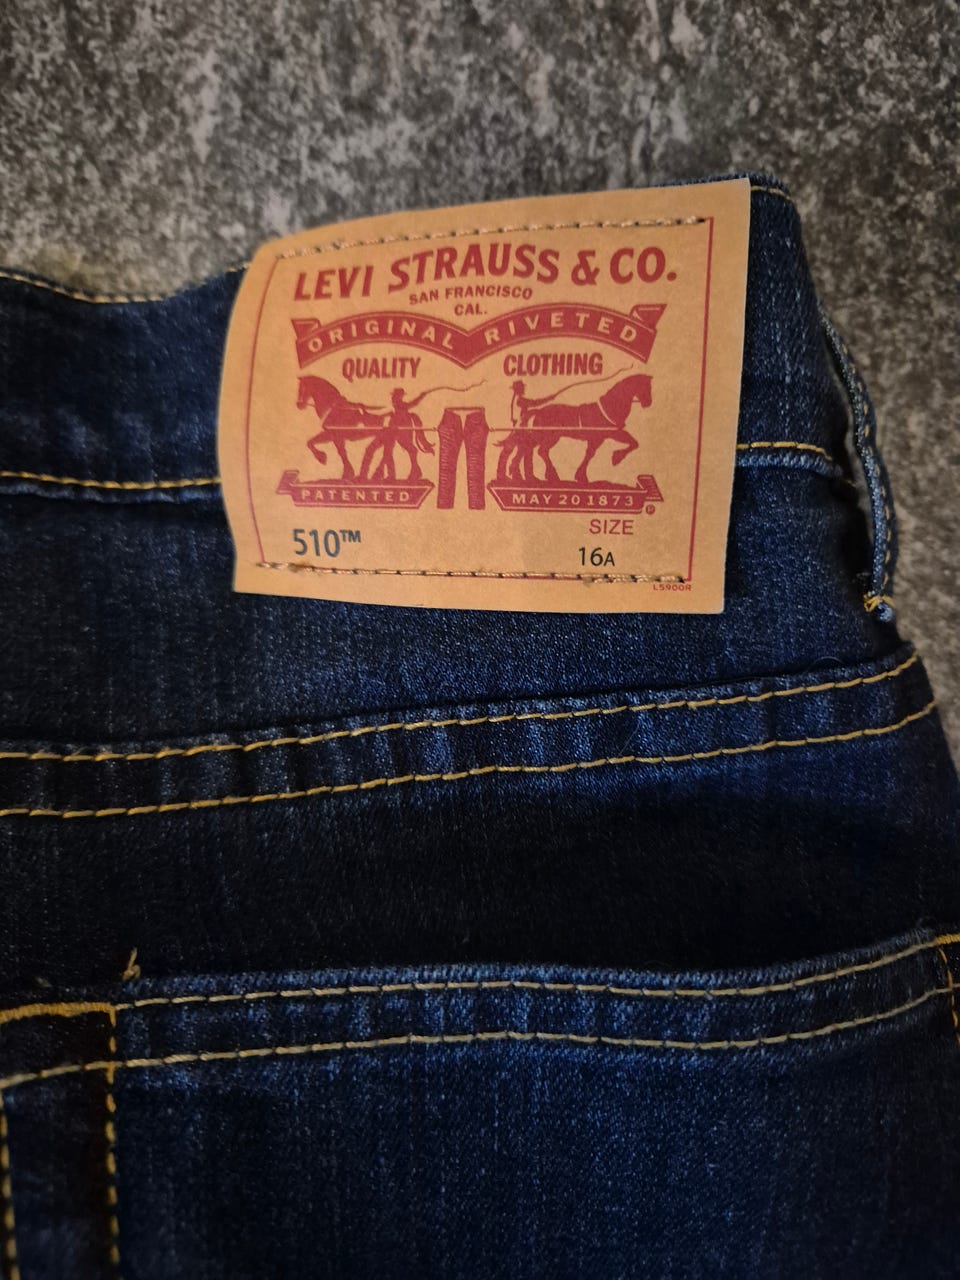 LEVI STRAUSS & CO.
SAN FRANCISCO
CAL.
ORIGINAL RIVETED
QUALITY CLOTHING
PATENTED MAY 20 1873
SIZE
510™ 16A
L5900R